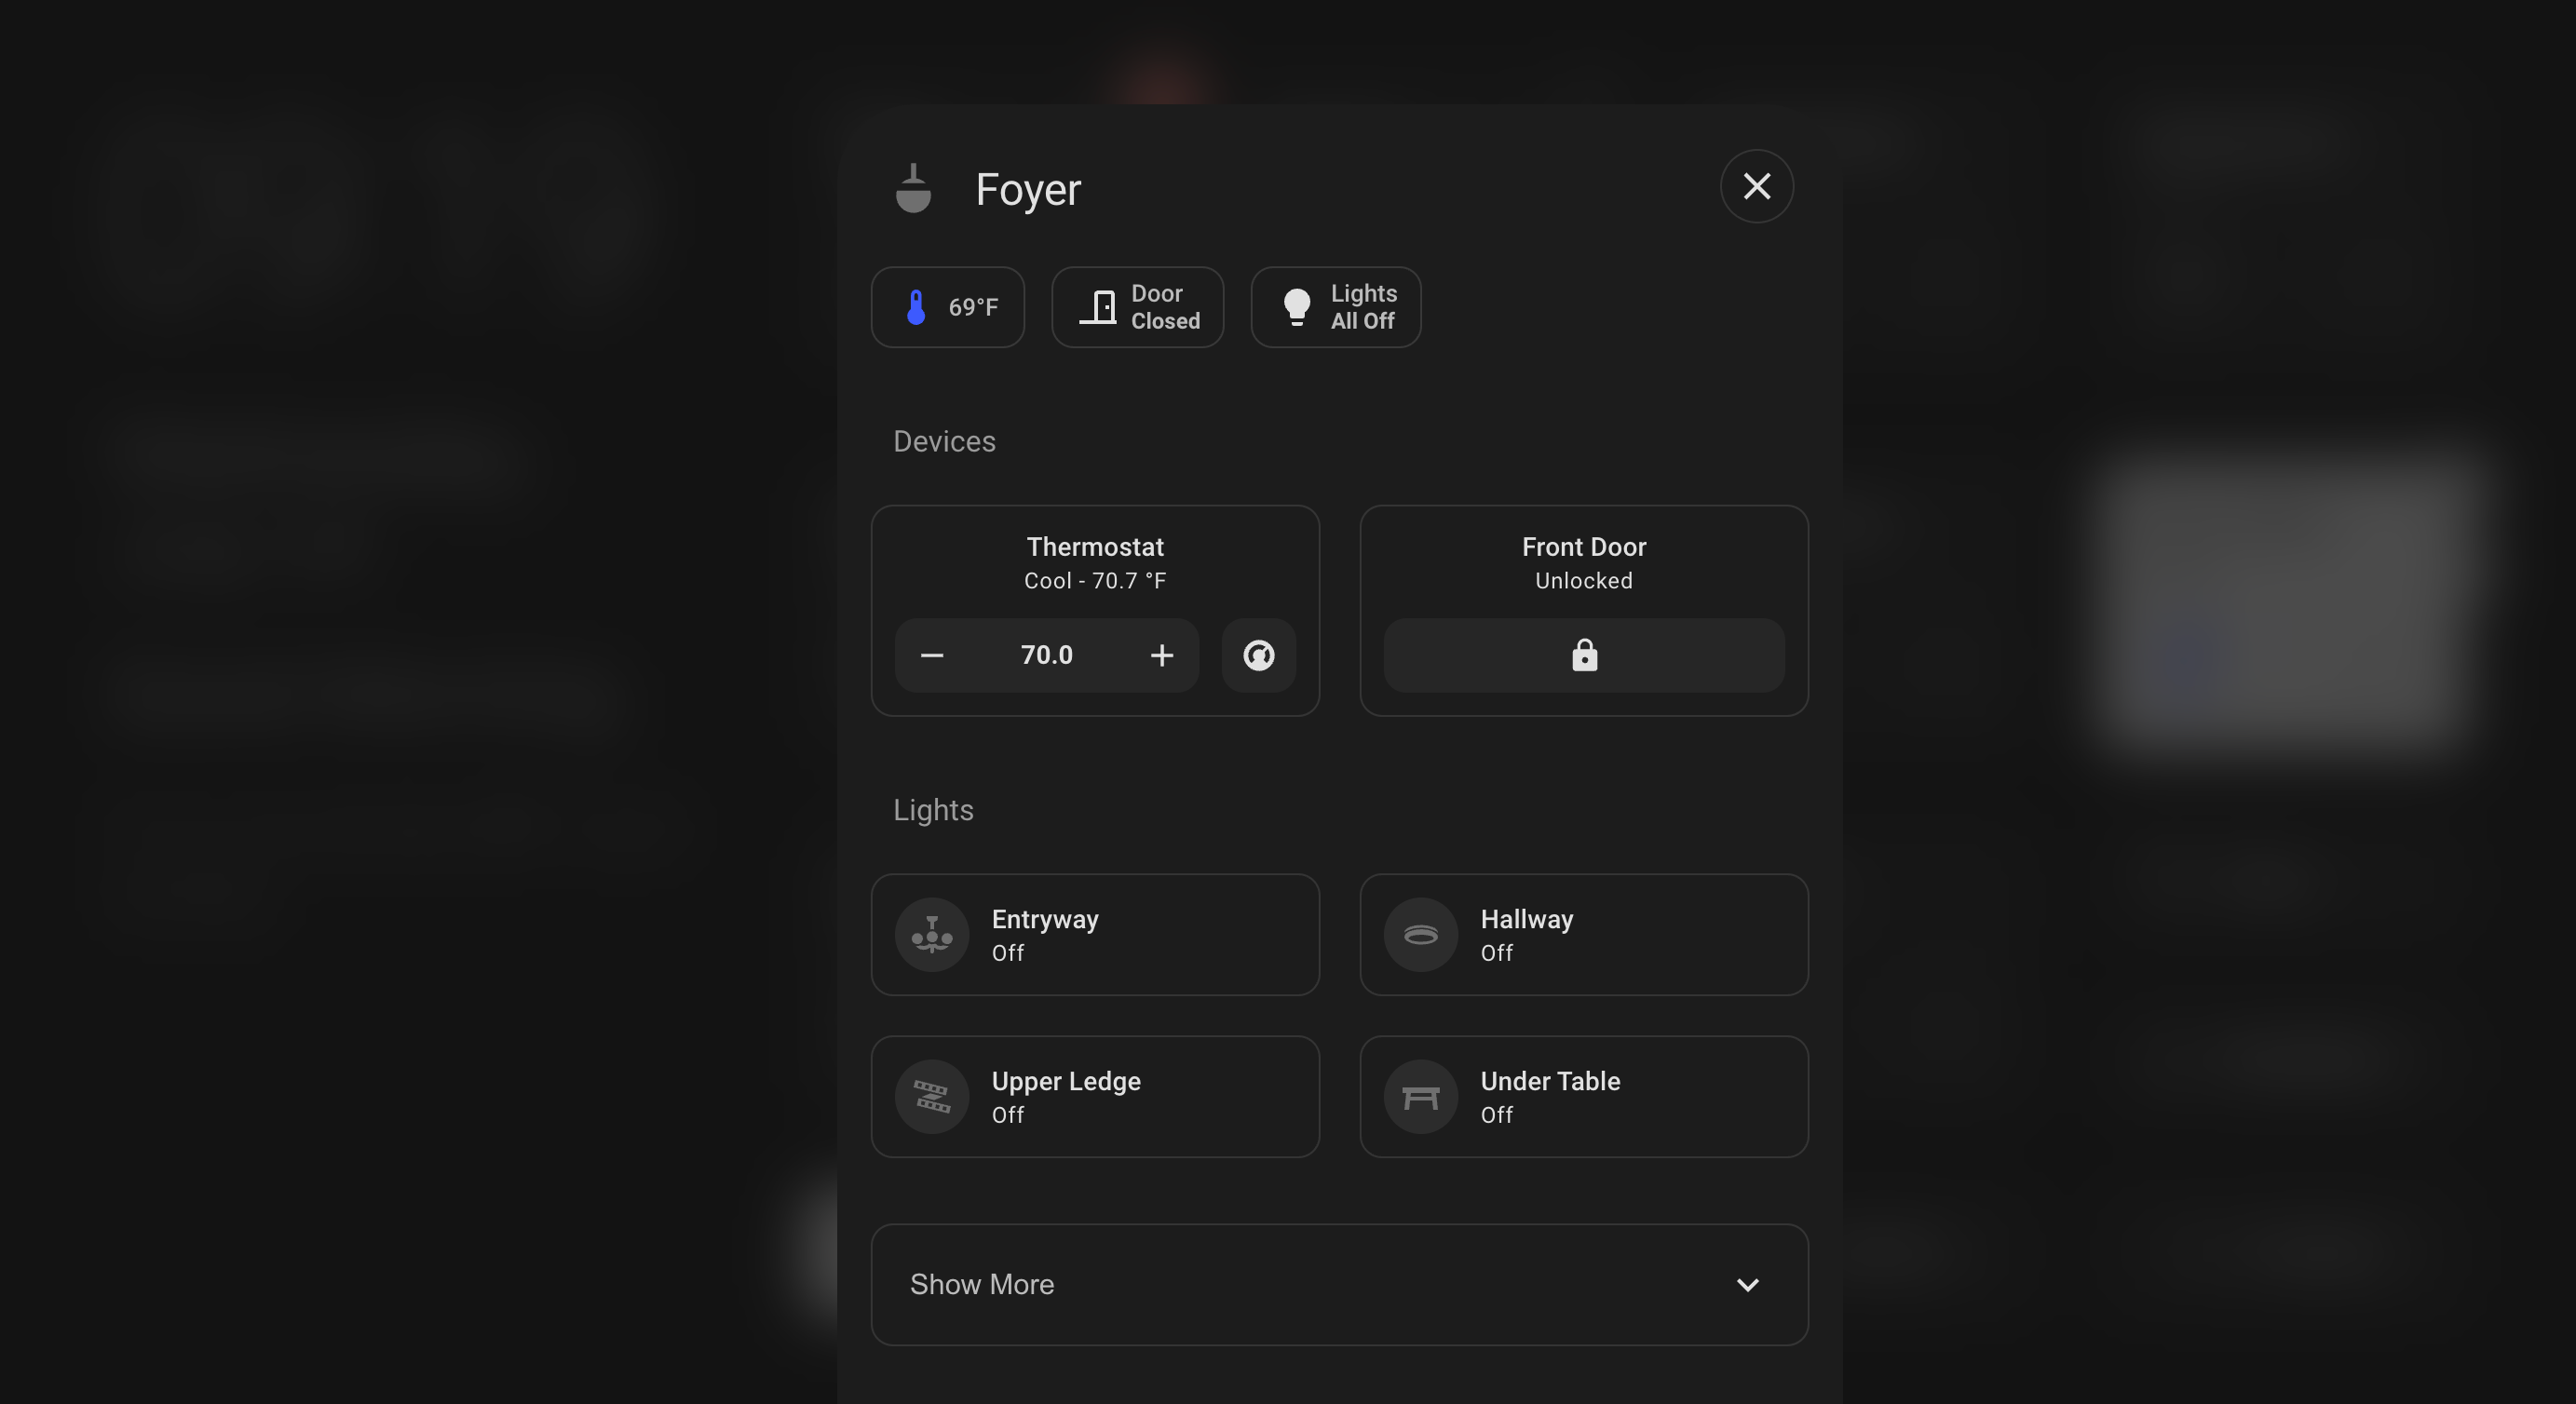 Foyer
69°F
Door
Closed
Lights
All Off
Devices
Thermostat
Cool - 70.7 °F
70.0
Front Door
Unlocked
Lights
Entryway
Off
Hallway
Off
Upper Ledge
Off
Under Table
Off
Show More